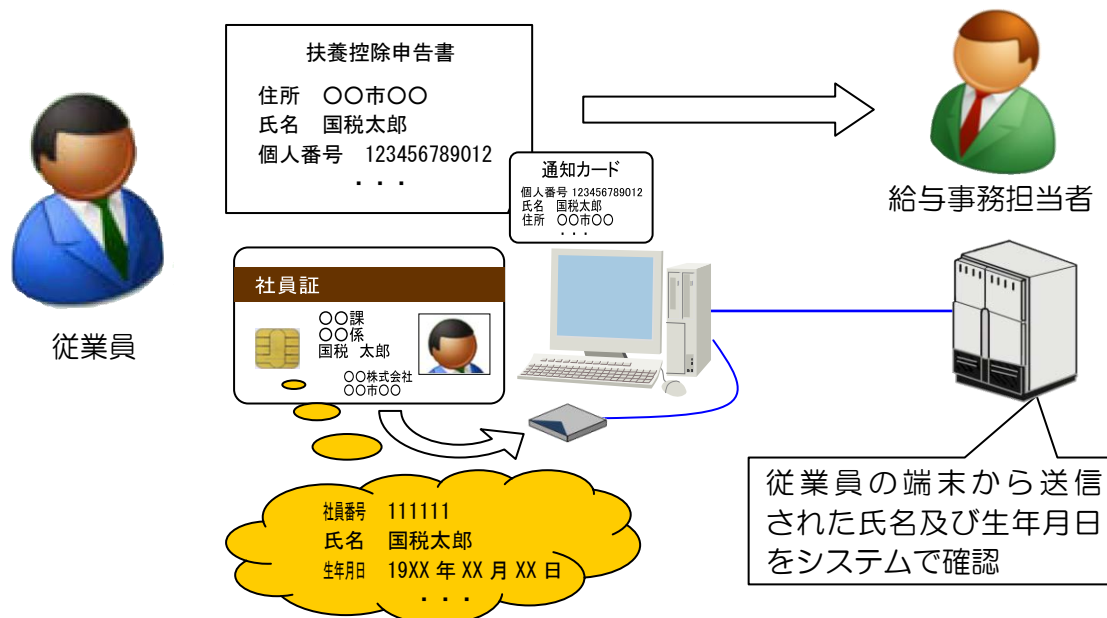 扶養控除申告書
住所 〇〇市〇〇
氏名 国税太郎
個人番号 123456789012
・・・
通知カード
個人番号 123456789012
氏名 国税太郎
住所 〇〇市〇〇
・・・
給与事務担当者
従業員
社員証
〇〇課
〇〇係
国税 太郎
〇〇株式会社
〇〇市〇〇
社員番号 111111
氏名 国税太郎
生年月日 19XX 年 XX 月 XX 日
・・・
従業員の端末から送信
された氏名及び生年月日
をシステムで確認